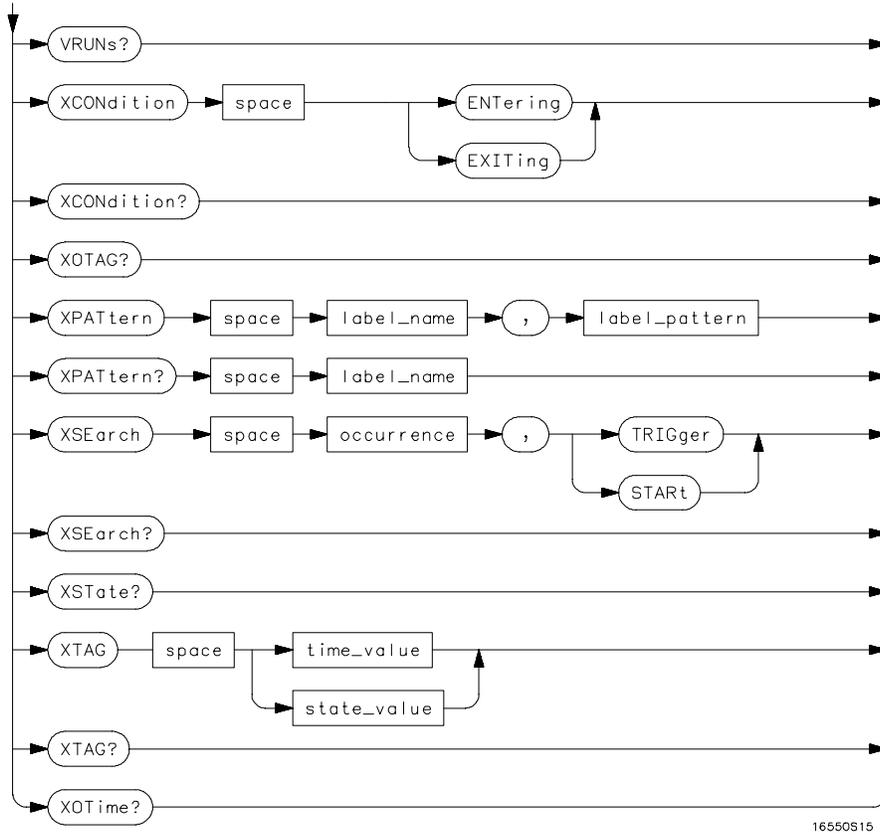 VRUNs?
XCONdition space ENTering
EXITing
XCONdition?
XOTAG?
XPATtern space label_name , label_pattern
XPATtern? space label_name
XSEarch space occurrence , TRIGger
STARt
XSEarch?
XSTate?
XTAG space time_value
state_value
XTAG?
XOTime?
16550S15